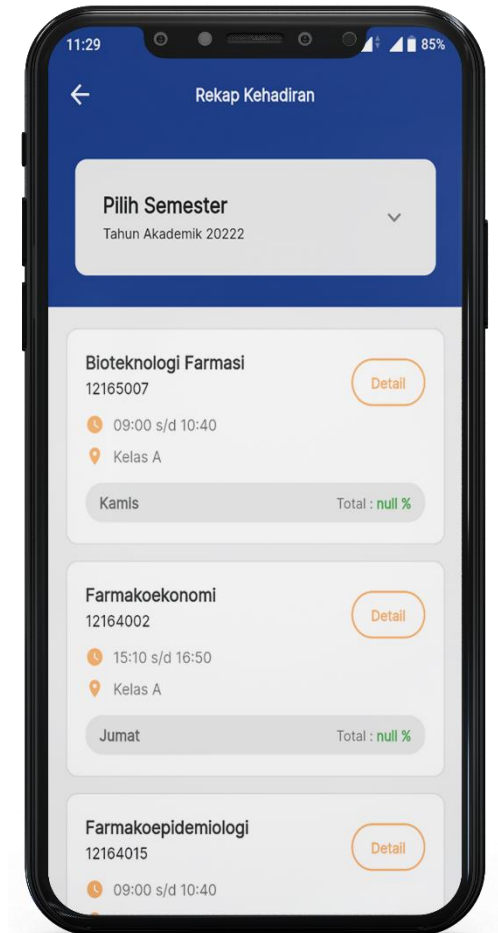 11:29
85%
Rekap Kehadiran
Pilih Semester
Tahun Akademik 20222
Bioteknologi Farmasi
12165007
Detail
09:00 s/d 10:40
Kelas A
Kamis
Total : null %
Farmakoekonomi
12164002
Detail
15:10 s/d 16:50
Kelas A
Jumat
Total : null %
Farmakoepidemiologi
12164015
Detail
09:00 s/d 10:40